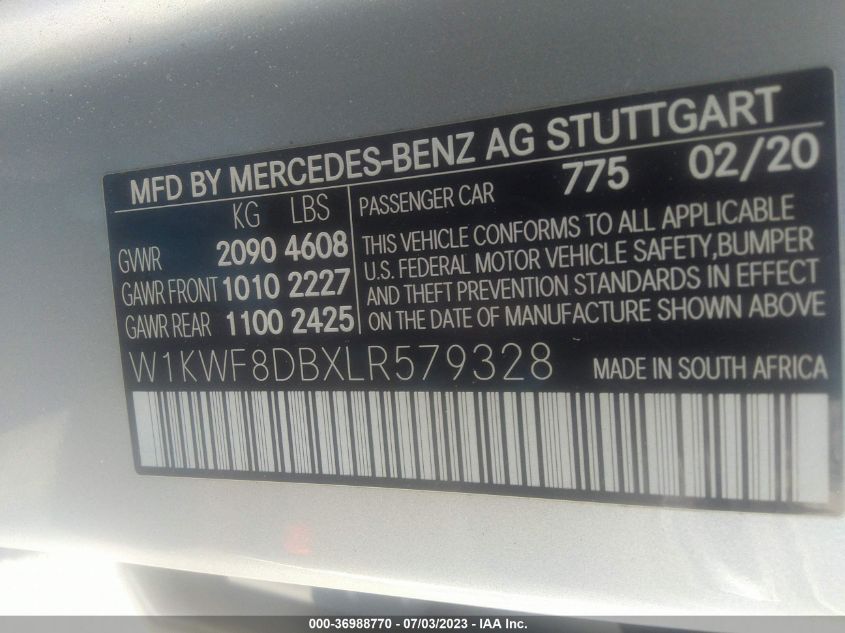 MFD BY MERCEDES-BENZ AG STUTTGART
KG LBS
GVWR 2090 4608
GAWR FRONT 1010 2227
GAWR REAR 1100 2425
PASSENGER CAR 775 02/20
THIS VEHICLE CONFORMS TO ALL APPLICABLE
U.S. FEDERAL MOTOR VEHICLE SAFETY, BUMPER
AND THEFT PREVENTION STANDARDS IN EFFECT
ON THE DATE OF MANUFACTURE SHOWN ABOVE
W1KWF8DBXLR579328 MADE IN SOUTH AFRICA
000-36988770 - 07/03/2023 - IAA Inc.